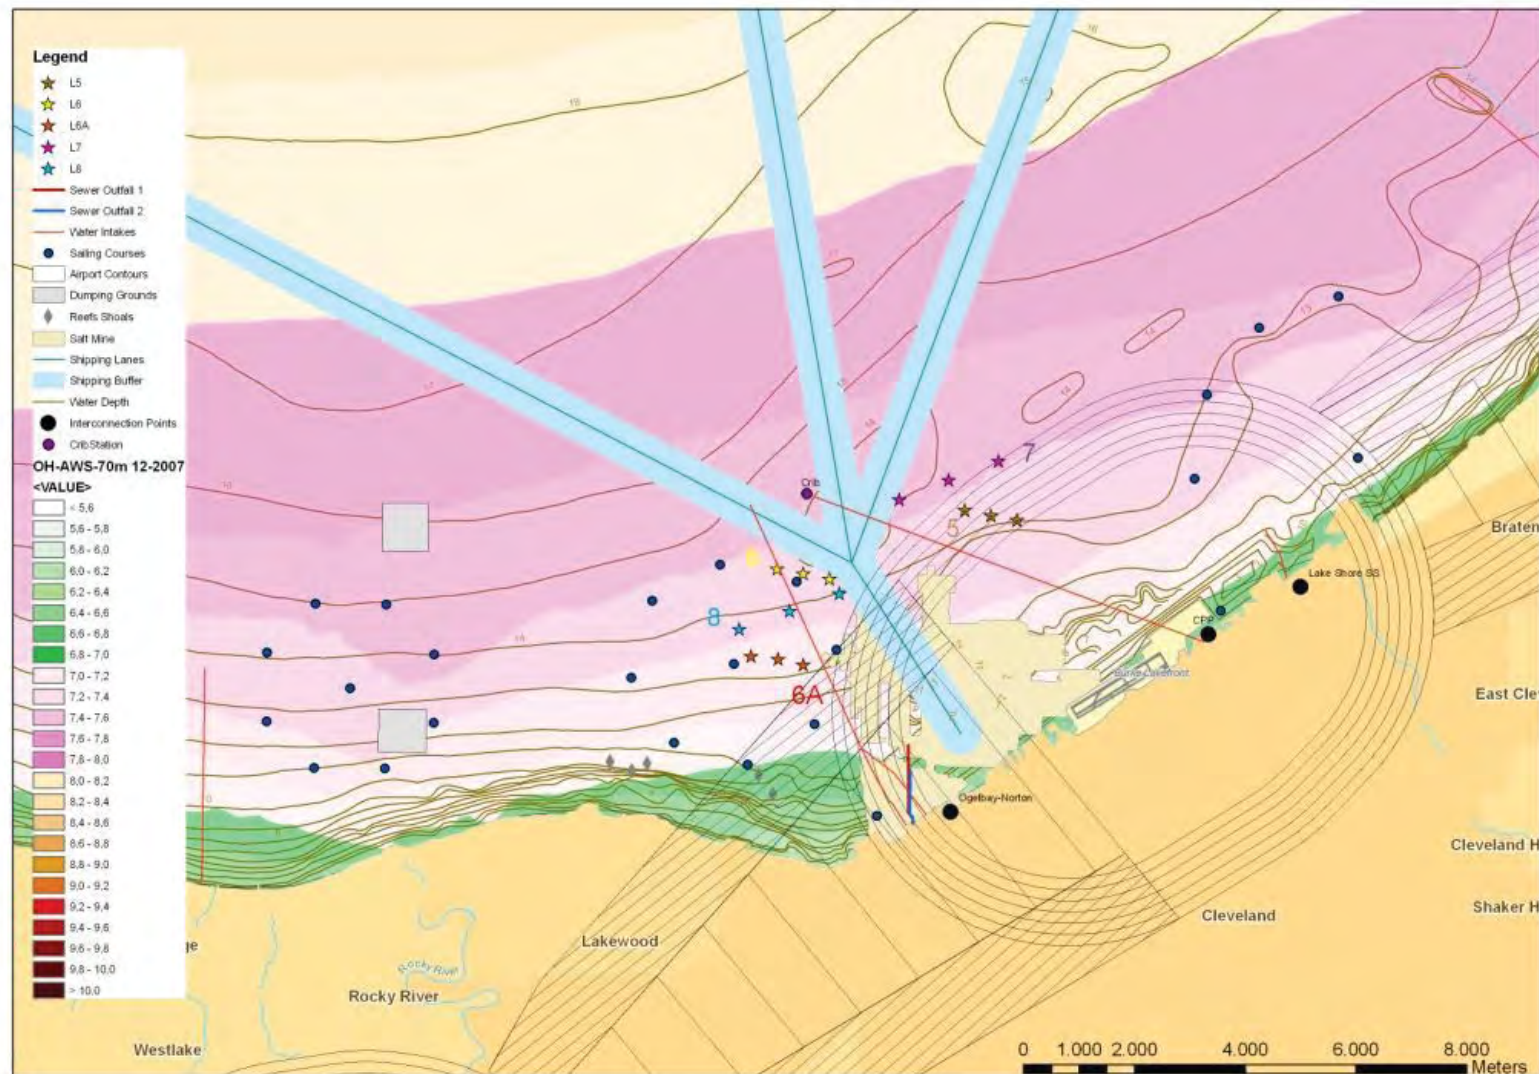 Legend
L5
L6
L6A
L7
L8
Sewer Outfall 1
Sewer Outfall 2
Water Intakes
Sailing Courses
Airport Contours
Dumping Grounds
Reefs Shoals
Salt Mine
Shipping Lanes
Shipping Buffer
Water Depth
Interconnection Points
Crib Station
OH-AWS-70m 12-2007
<VALUE>
< 5,6
5,6 - 5,8
5,8 - 6,0
6,0 - 6,2
6,2 - 6,4
6,4 - 6,6
6,6 - 6,8
6,8 - 7,0
7,0 - 7,2
7,2 - 7,4
7,4 - 7,6
7,6 - 7,8
7,8 - 8,0
8,0 - 8,2
8,2 - 8,4
8,4 - 8,6
8,6 - 8,8
8,8 - 9,0
9,0 - 9,2
9,2 - 9,4
9,4 - 9,6
9,6 - 9,8
9,8 - 10,0
> 10,0
Crib
7
5
8
6A
Lake Shore SS
CPP
Burke Lakefront
Ogelbay-Norton
Braten
East Cle
Cleveland H
Shaker H
Cleveland
Lakewood
ge
Rocky River
Rocky River
Westlake
0 1.000 2.000 4.000 6.000 8.000
Meters